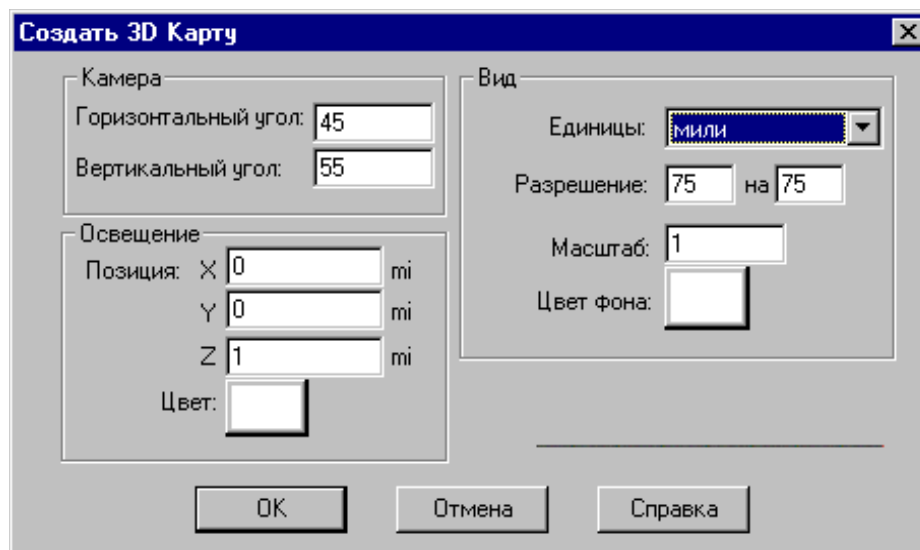 Создать 3D Карту
Камера
Горизонтальный угол: 45
Вертикальный угол: 55
Освещение
Позиция: X 0 mi
Y 0 mi
Z 1 mi
Цвет:
Вид
Единицы: мили
Разрешение: 75 на 75
Масштаб: 1
Цвет фона:
OK Отмена Справка